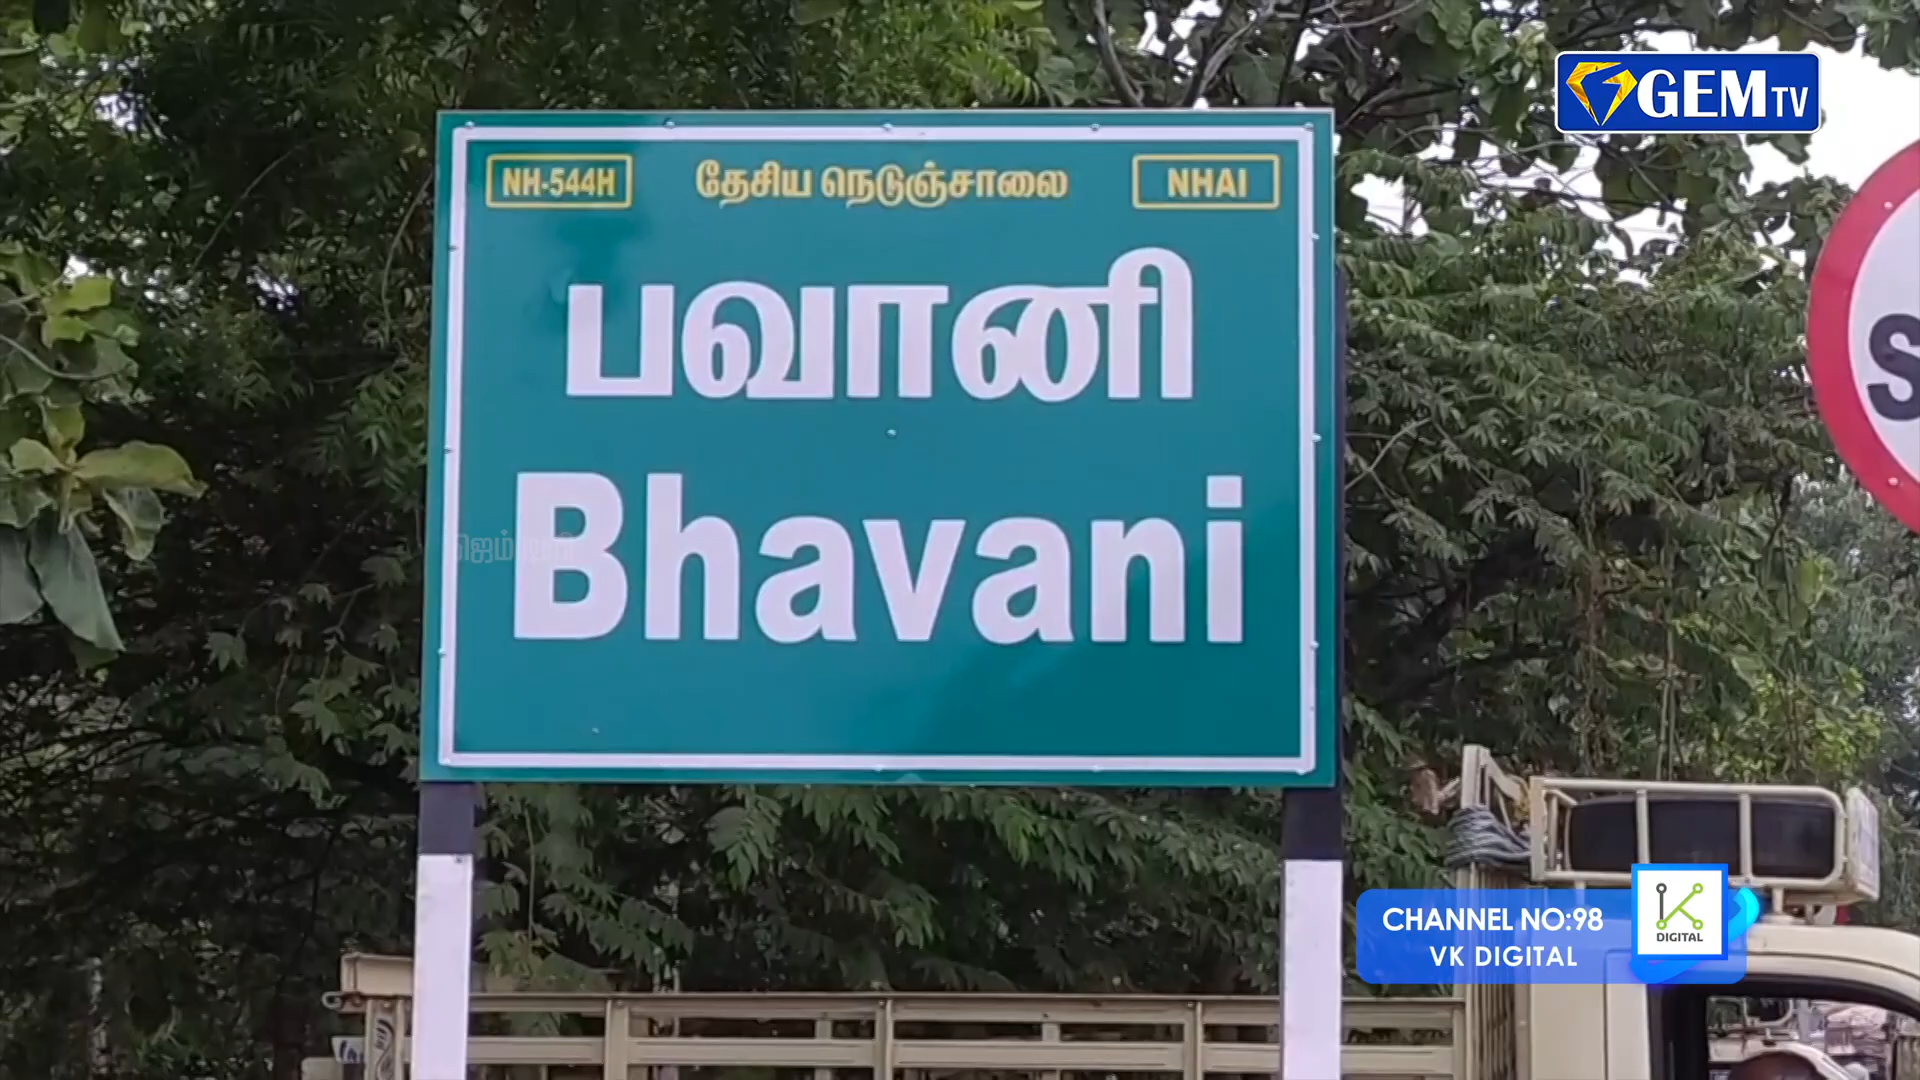 GEM TV
NH-544H தேசிய நெடுஞ்சாலை NHAI
பவானி
Bhavani
CHANNEL NO:98
VK DIGITAL
DIGITAL